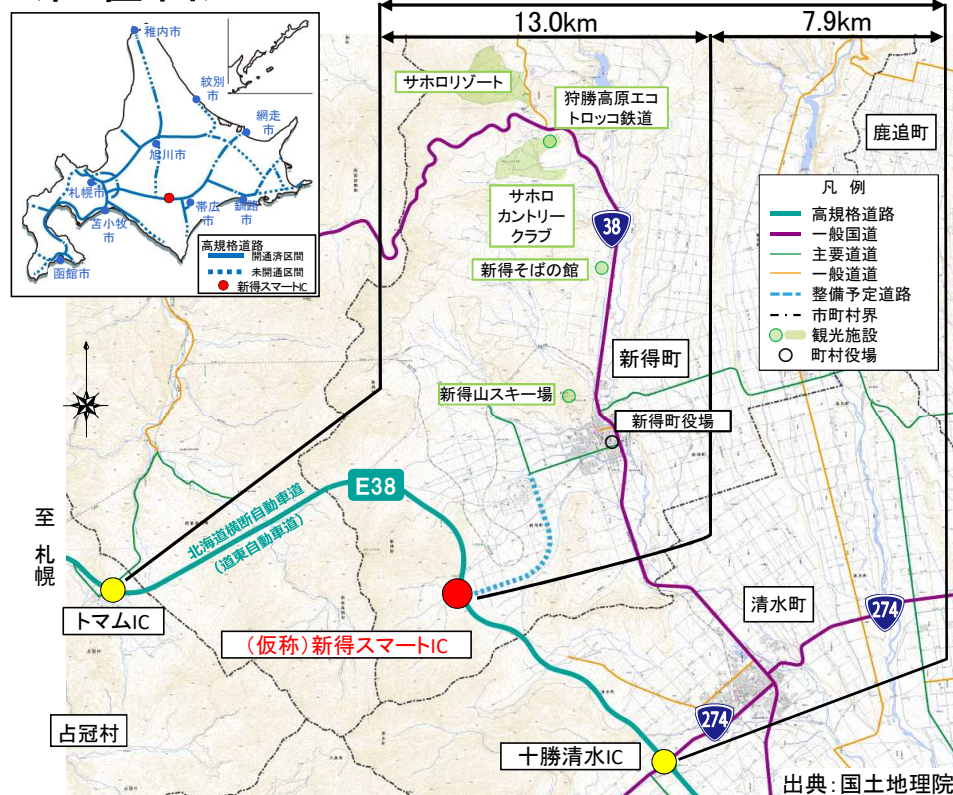 13.0km
7.9km
稚内市
紋別
市
網走
市
旭川市
札幌市
帯広
市
釧路
市
苫小牧
市
函館市
高規格道路
開通済区間
未開通区間
新得スマートIC
サホロリゾート
狩勝高原エコ
トロッコ鉄道
鹿追町
サホロ
カントリー
クラブ
38
新得そばの館
凡 例
高規格道路
一般国道
主要道道
一般道道
整備予定道路
市町村界
観光施設
町村役場
新得町
新得山スキー場
新得町役場
E38
北海道横断自動車道
(道東自動車道)
至
札
幌
トマムIC
(仮称)新得スマートIC
清水町
274
274
占冠村
十勝清水IC
出典:国土地理院